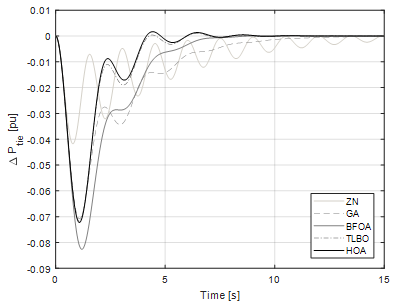 0.01
0
-0.01
-0.02
-0.03
-0.04
-0.05
-0.06
-0.07
-0.08
-0.09
Δ P tie [pu]
0 5 10 15
Time [s]
ZN
GA
BFOA
TLBO
HOA